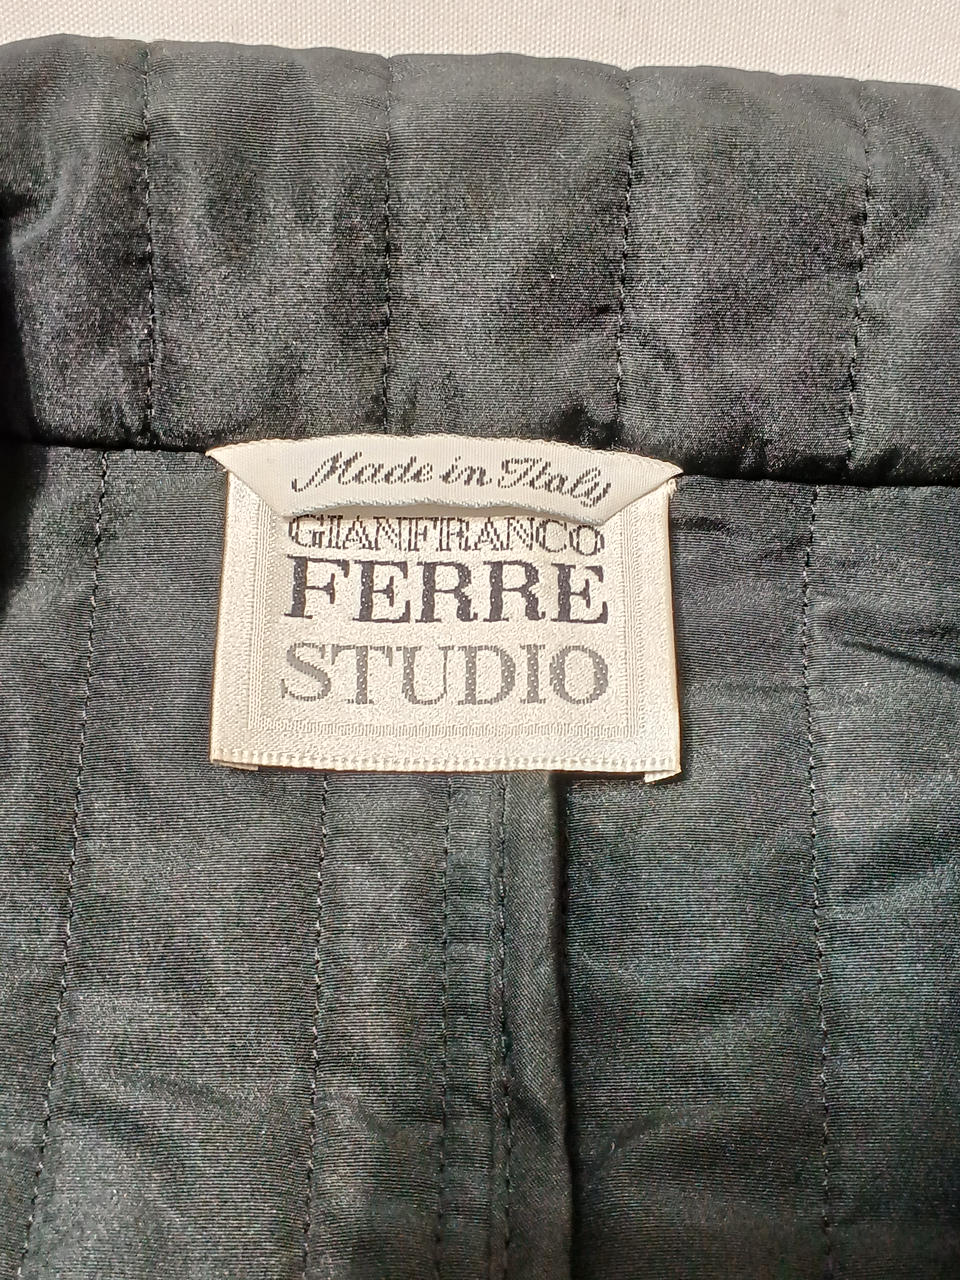 Made in Italy
GIANFRANCO
FERRE
STUDIO